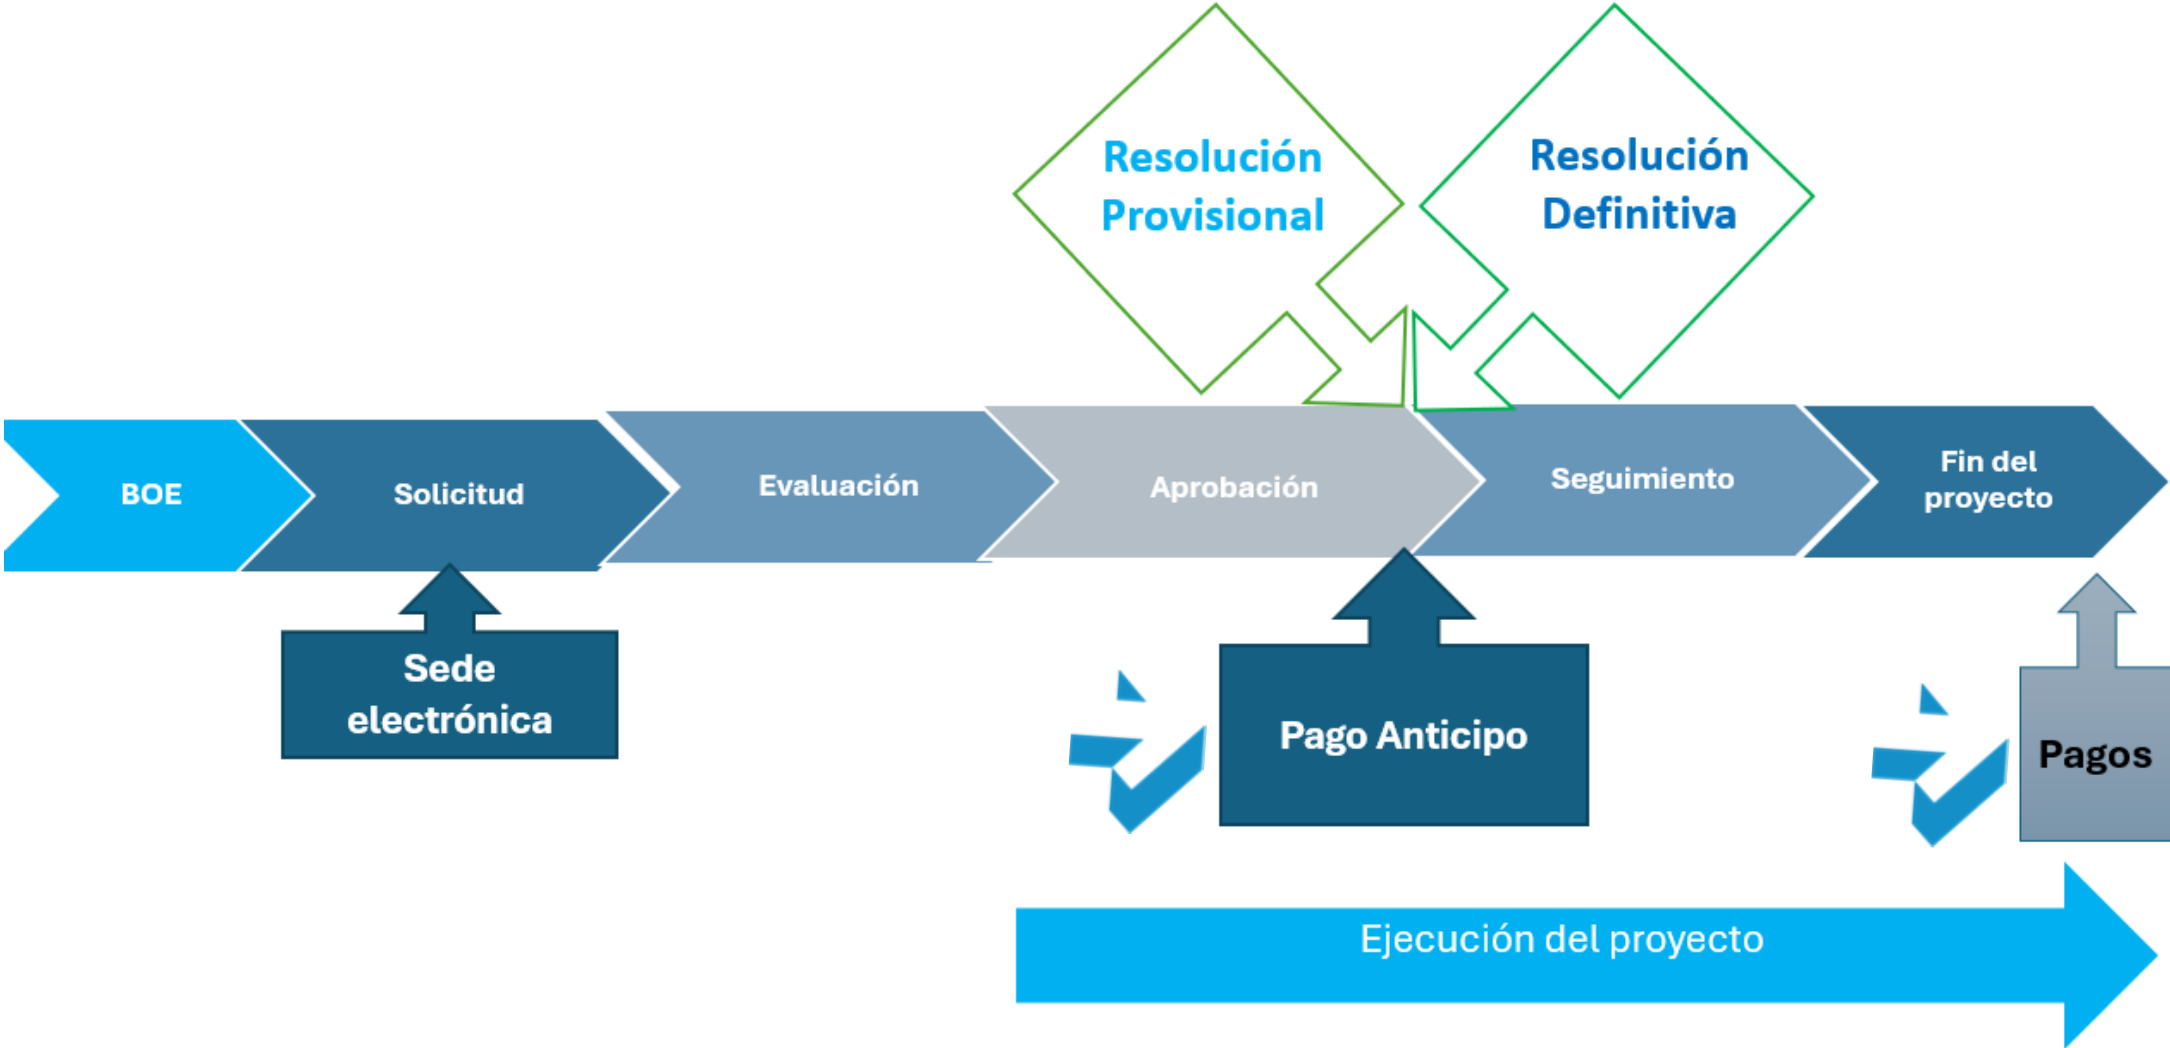 Resolución
Provisional
Resolución
Definitiva
BOE
Solicitud
Evaluación
Aprobación
Seguimiento
Fin del
proyecto
Sede
electrónica
Pago Anticipo
Pagos
Ejecución del proyecto